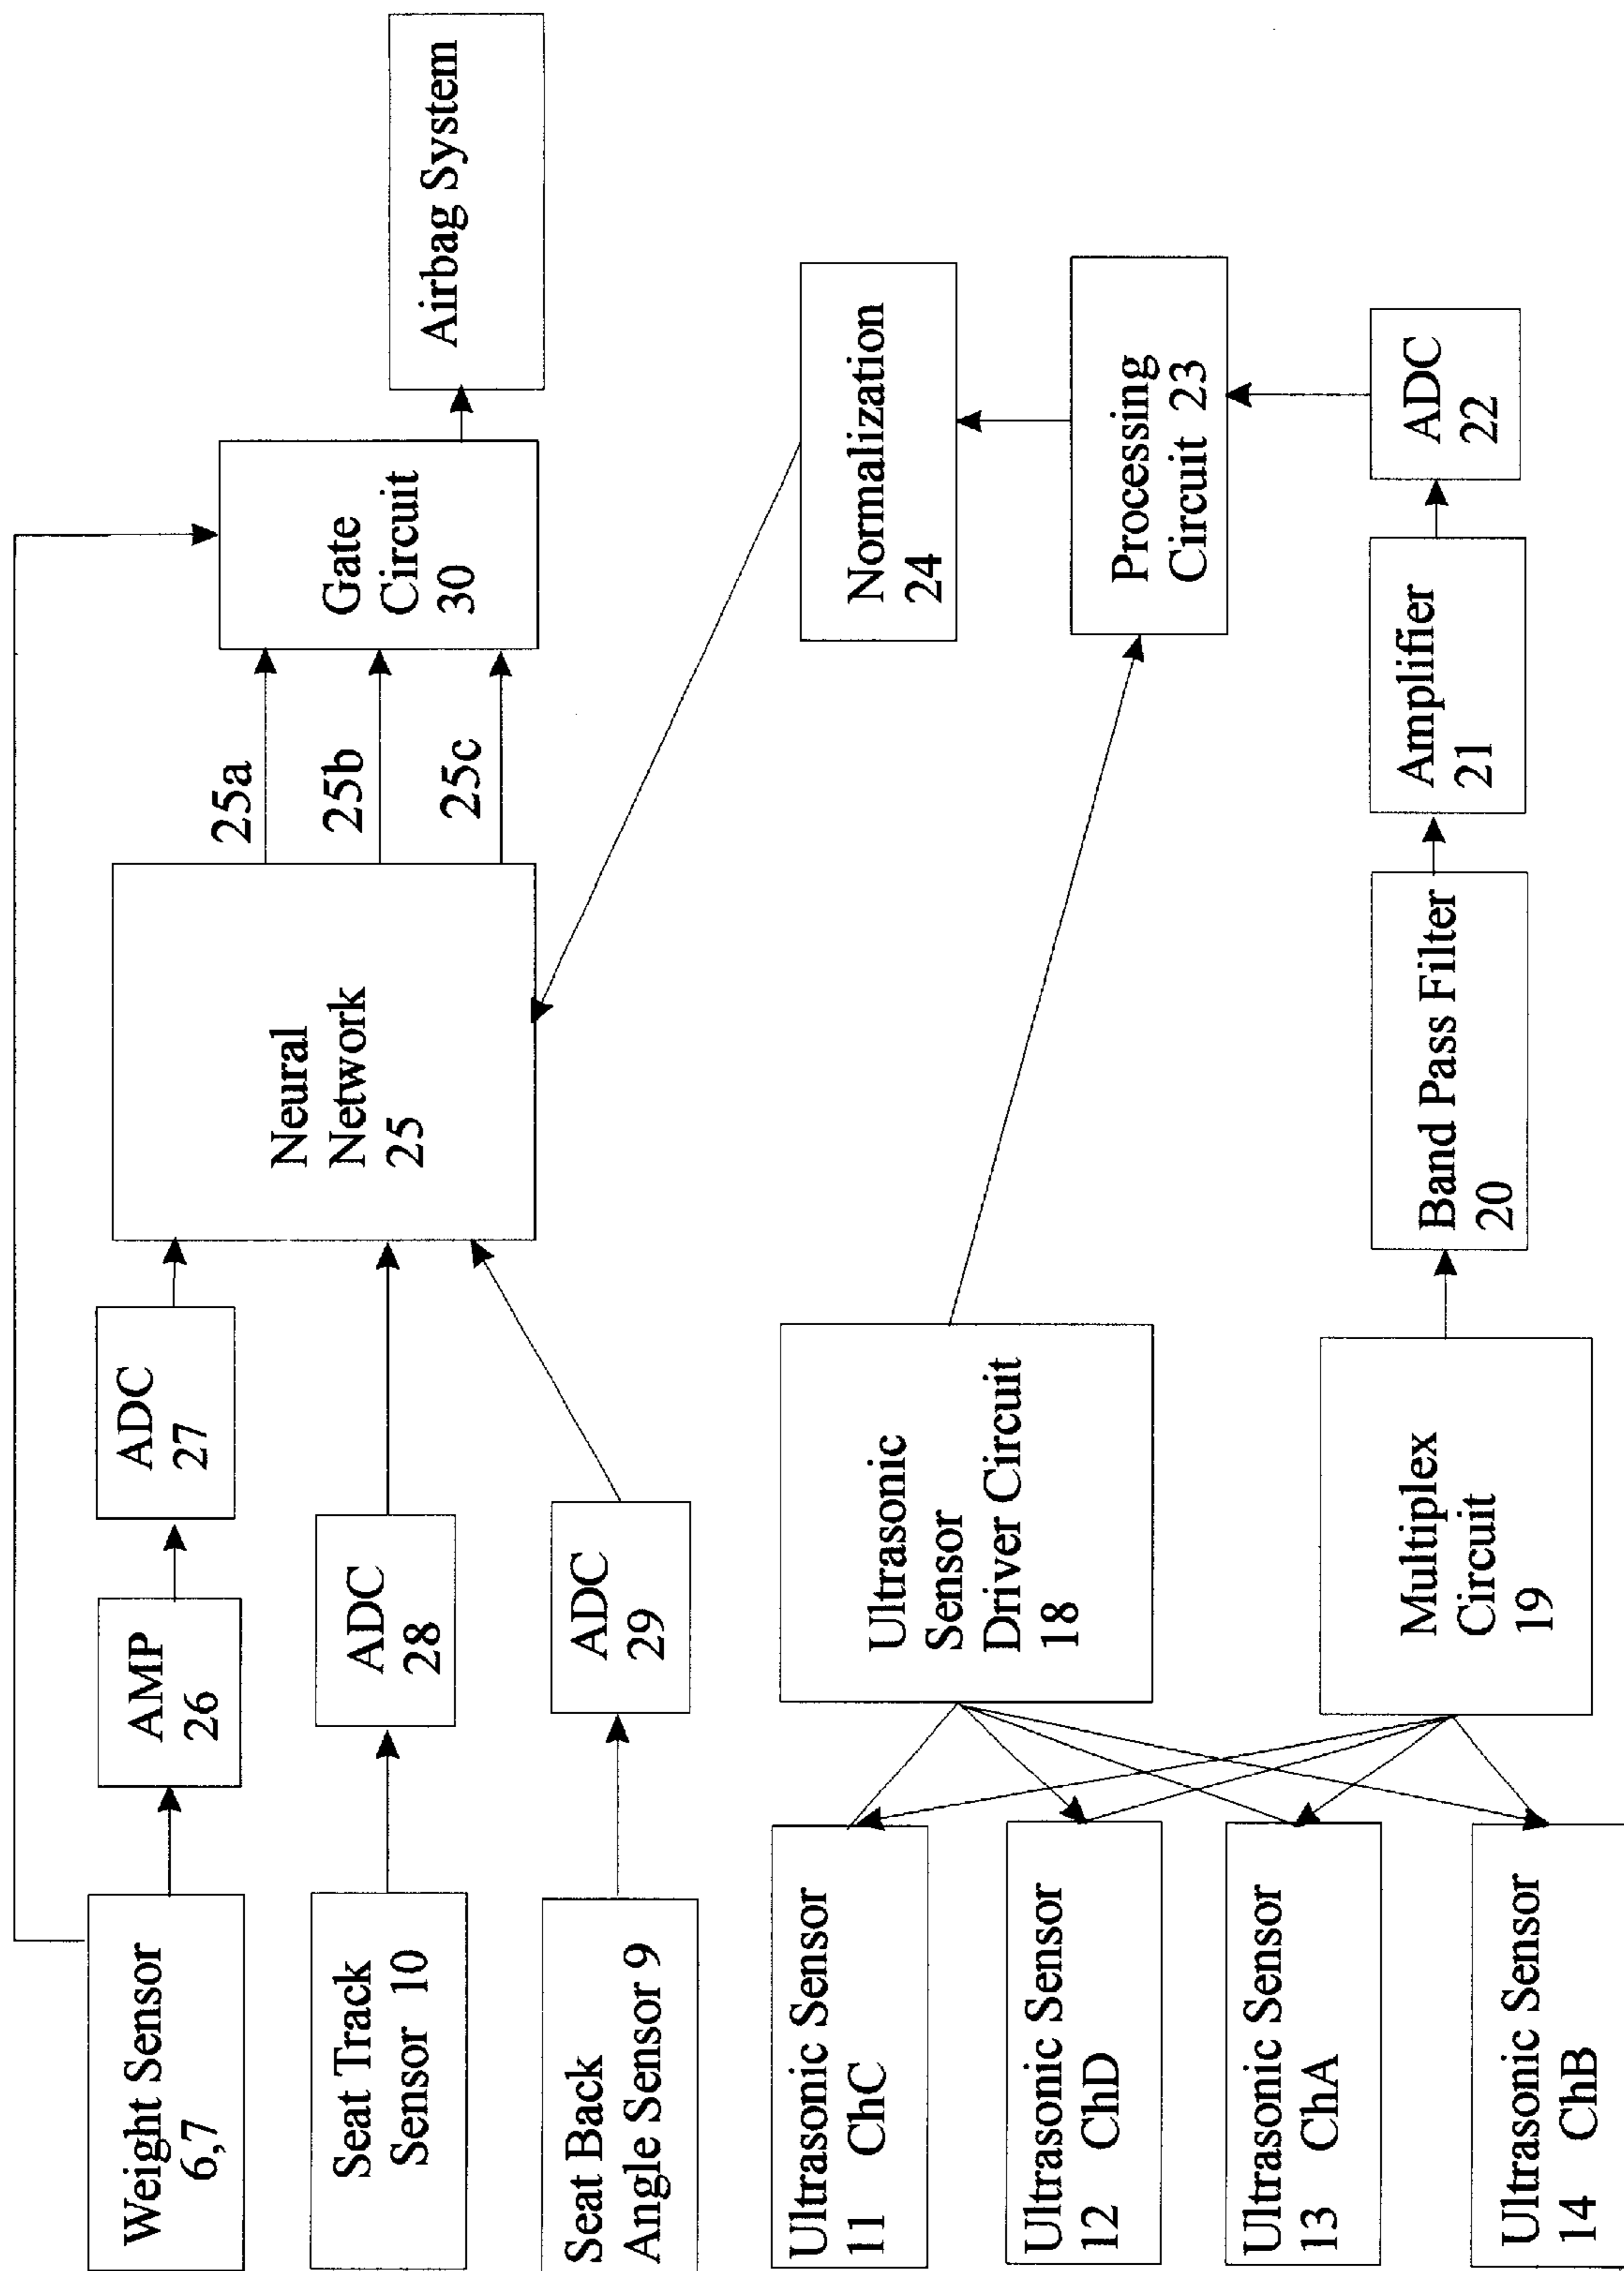 Weight Sensor
6,7
AMP
26
ADC
27
Neural
Network
25
25a
25b
25c
Gate
Circuit
30
Airbag System
Seat Track
Sensor 10
ADC
28
Seat Back
Angle Sensor 9
ADC
29
Ultrasonic Sensor
11 ChC
Ultrasonic Sensor
12 ChD
Ultrasonic Sensor
13 ChA
Ultrasonic Sensor
14 ChB
Ultrasonic
Sensor
Driver Circuit
18
Multiplex
Circuit
19
Band Pass Filter
20
Amplifier
21
ADC
22
Processing
Circuit 23
Normalization
24